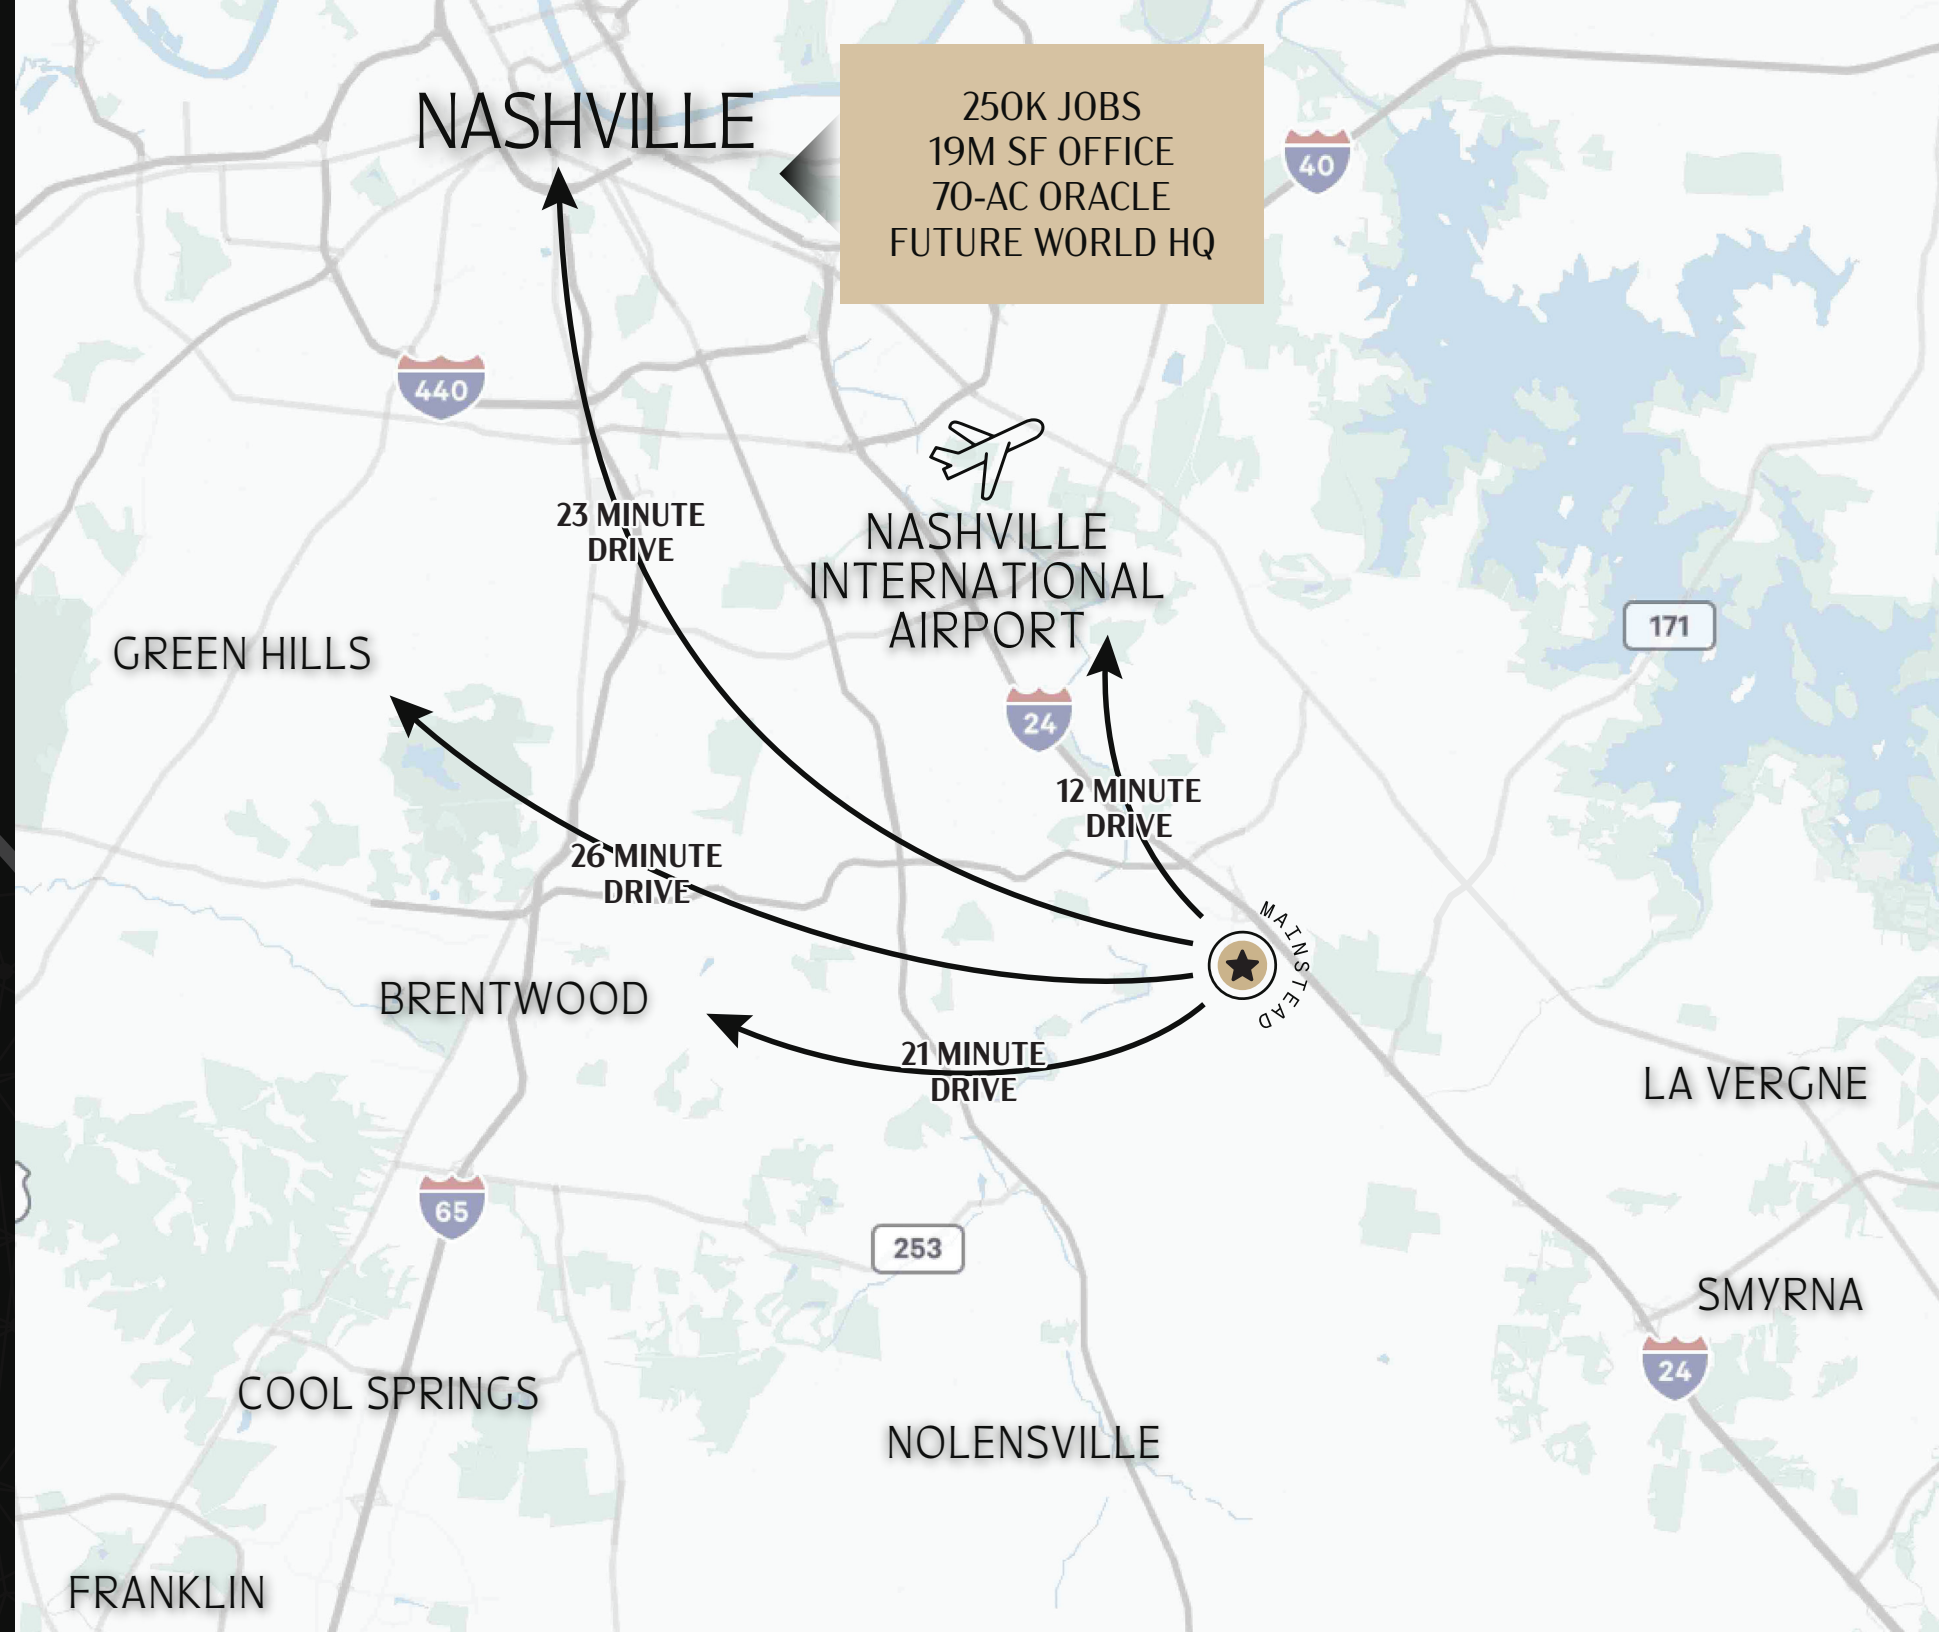 NASHVILLE
250K JOBS
19M SF OFFICE
70-AC ORACLE
FUTURE WORLD HQ
40
440
NASHVILLE
INTERNATIONAL
AIRPORT
23 MINUTE
DRIVE
171
GREEN HILLS
24
12 MINUTE
DRIVE
26 MINUTE
DRIVE
MAINSTEAD
BRENTWOOD
21 MINUTE
DRIVE
LA VERGNE
65
253
SMYRNA
24
COOL SPRINGS
NOLENSVILLE
FRANKLIN